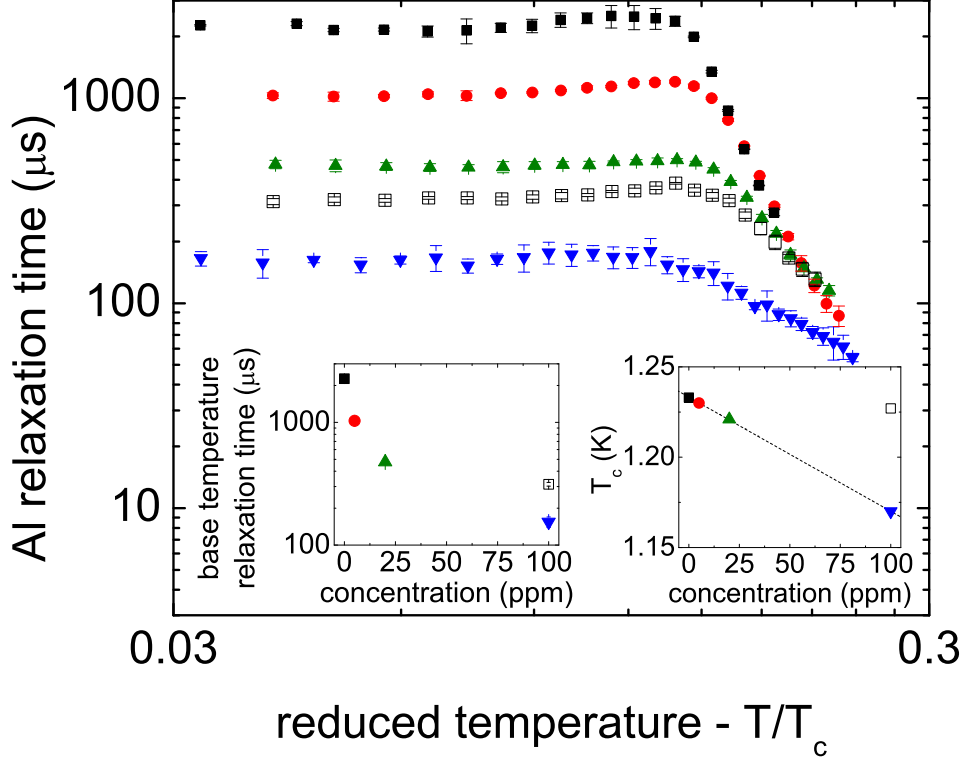 Al relaxation time (μs)
1000
100
10
0.03
0.3
reduced temperature - T/Tc
base temperature
relaxation time (μs)
1000
100
0 25 50 75 100
concentration (ppm)
Tc (K)
1.25
1.20
1.15
0 25 50 75 100
concentration (ppm)